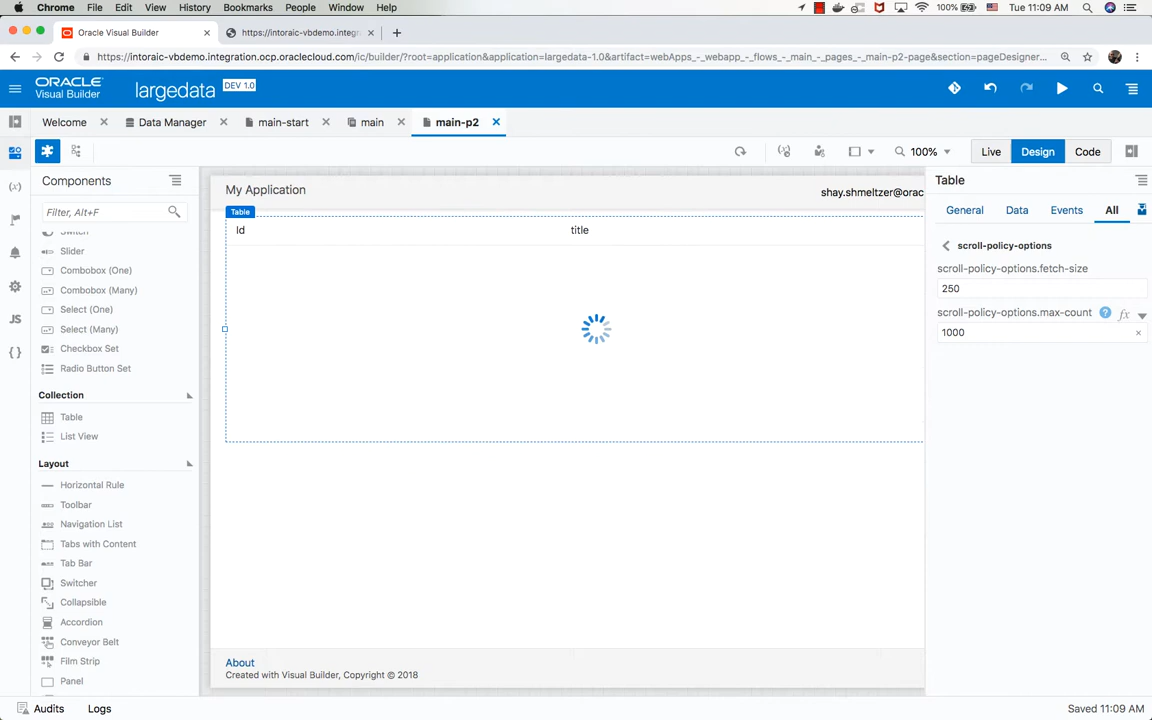 Chrome File Edit View History Bookmarks People Window Help 100% Tue 11:09 AM
Oracle Visual Builder × https://intoraic-vbdemo.integr × +
https://intoraic-vbdemo.integration.ocp.oraclecloud.com/ic/builder/?root=application&application=largedata-1.0&artifact=webApps_-_webapp_-_flows_-_main_-_pages_-_main-p2-page&section=pageDesigner...
ORACLE Visual Builder largedata DEV 1.0
Welcome × Data Manager × main-start × main × main-p2 ×
100% Live Design Code
Components
Filter, Alt+F
Switch
Slider
Combobox (One)
Combobox (Many)
Select (One)
Select (Many)
Checkbox Set
Radio Button Set
Collection
Table
List View
Layout
Horizontal Rule
Toolbar
Navigation List
Tabs with Content
Tab Bar
Switcher
Collapsible
Accordion
Conveyor Belt
Film Strip
Panel
(x)
JS
{ }
My Application shay.shmeltzer@orac
Table
Id title
About
Created with Visual Builder, Copyright © 2018
Table
General Data Events All
scroll-policy-options
scroll-policy-options.fetch-size
250
scroll-policy-options.max-count ? fx
1000 ×
Audits Logs Saved 11:09 AM